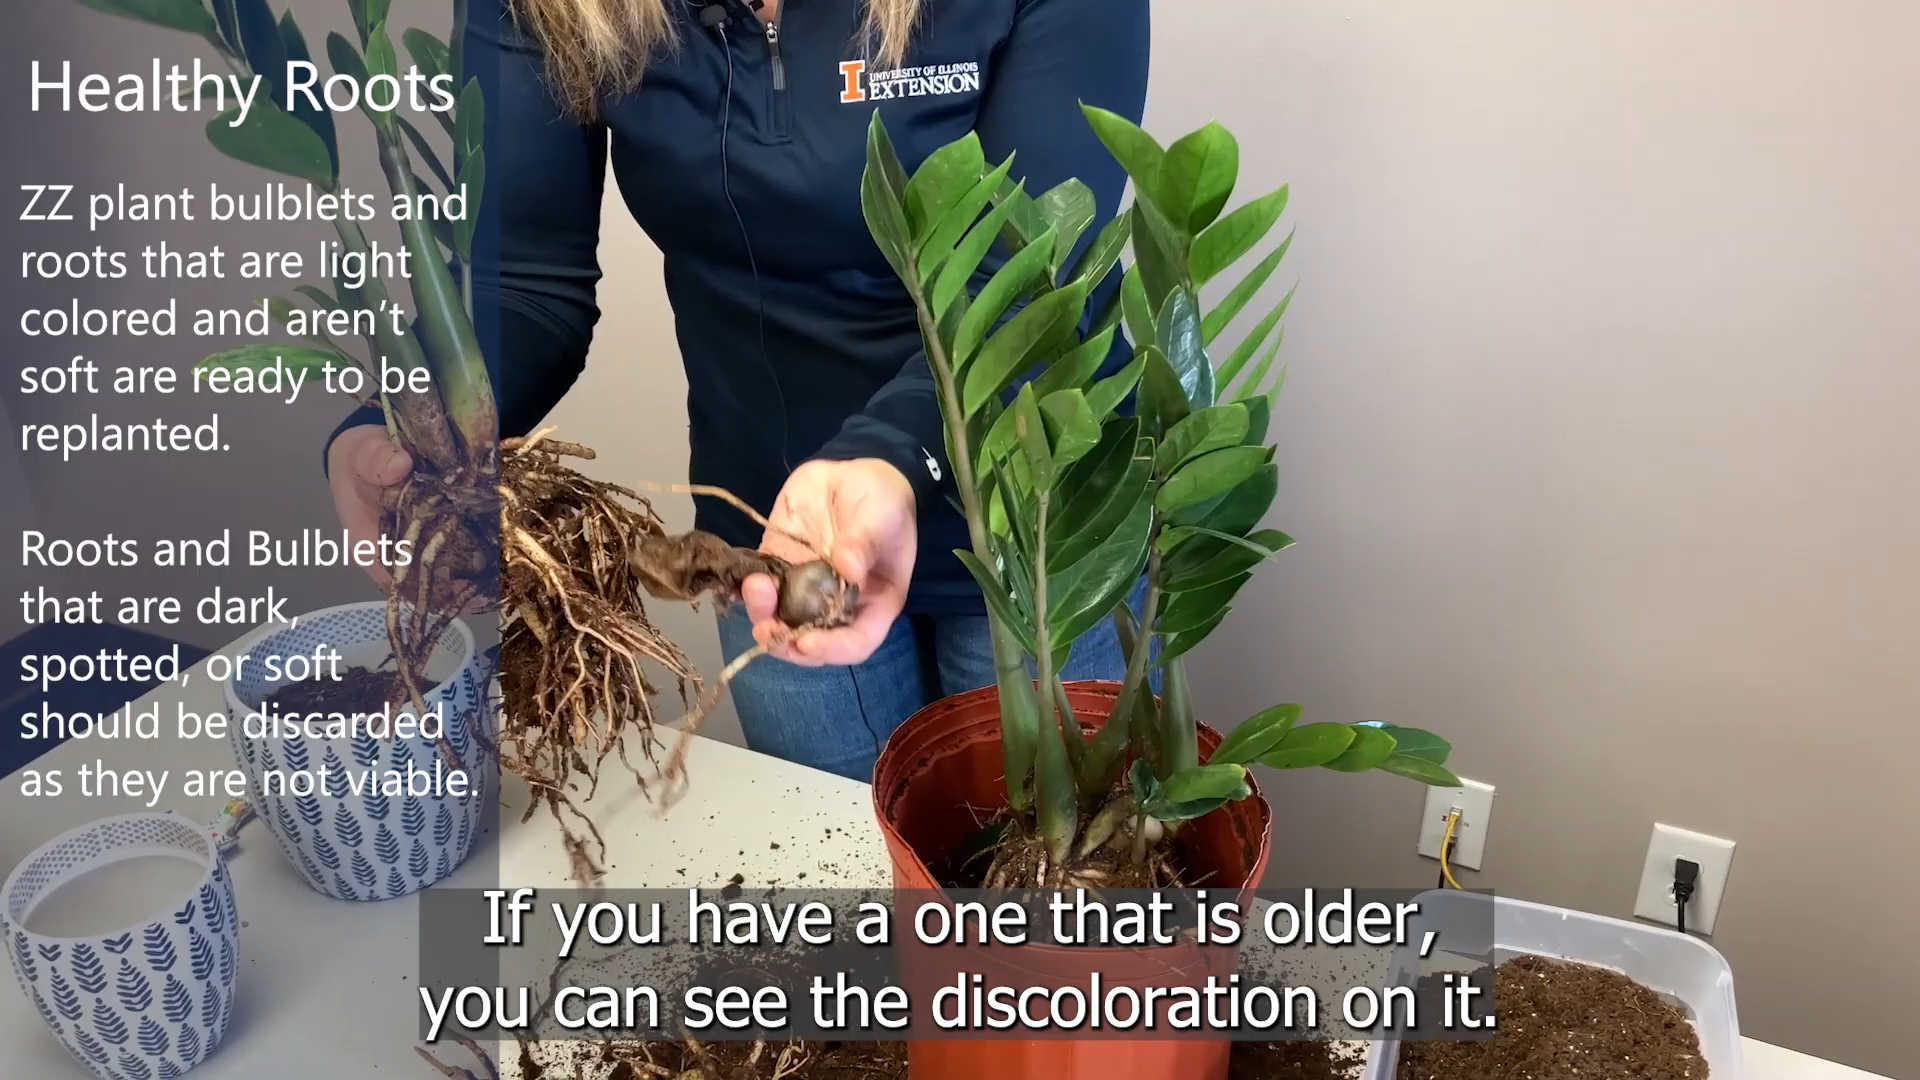 Healthy Roots
ZZ plant bulblets and
roots that are light
colored and aren't
soft are ready to be
replanted.
Roots and Bulblets
that are dark,
spotted, or soft
should be discarded
as they are not viable.
I UNIVERSITY OF ILLINOIS
EXTENSION
If you have a one that is older,
you can see the discoloration on it.